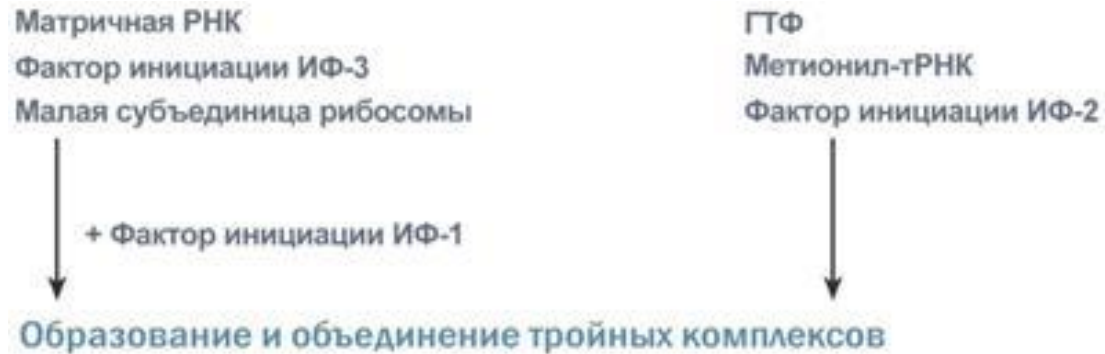 Матричная РНК
Фактор инициации ИФ-3
Малая субъединица рибосомы
ГТФ
Метионил-тРНК
Фактор инициации ИФ-2
+ Фактор инициации ИФ-1
Образование и объединение тройных комплексов